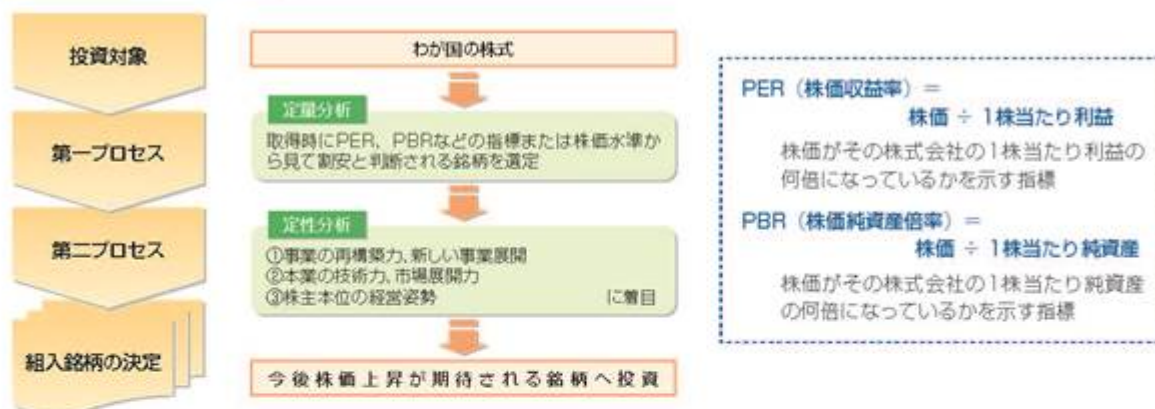 投資対象
わが国の株式
第一プロセス
定量分析
取得時にPER、PBRなどの指標または株価水準か
ら見て割安と判断される銘柄を選定
第二プロセス
定性分析
①事業の再構築力、新しい事業展開
②本業の技術力、市場展開力
③株主本位の経営姿勢 に着目
組入銘柄の決定
今後株価上昇が期待される銘柄へ投資
PER（株価収益率）＝
株価 ÷ 1株当たり利益
株価がその株式会社の1株当たり利益の
何倍になっているかを示す指標
PBR（株価純資産倍率）＝
株価 ÷ 1株当たり純資産
株価がその株式会社の1株当たり純資産
の何倍になっているかを示す指標